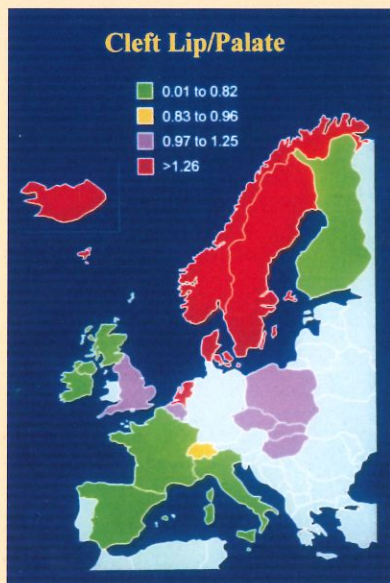 Cleft Lip/Palate
0.01 to 0.82
0.83 to 0.96
0.97 to 1.25
>1.26